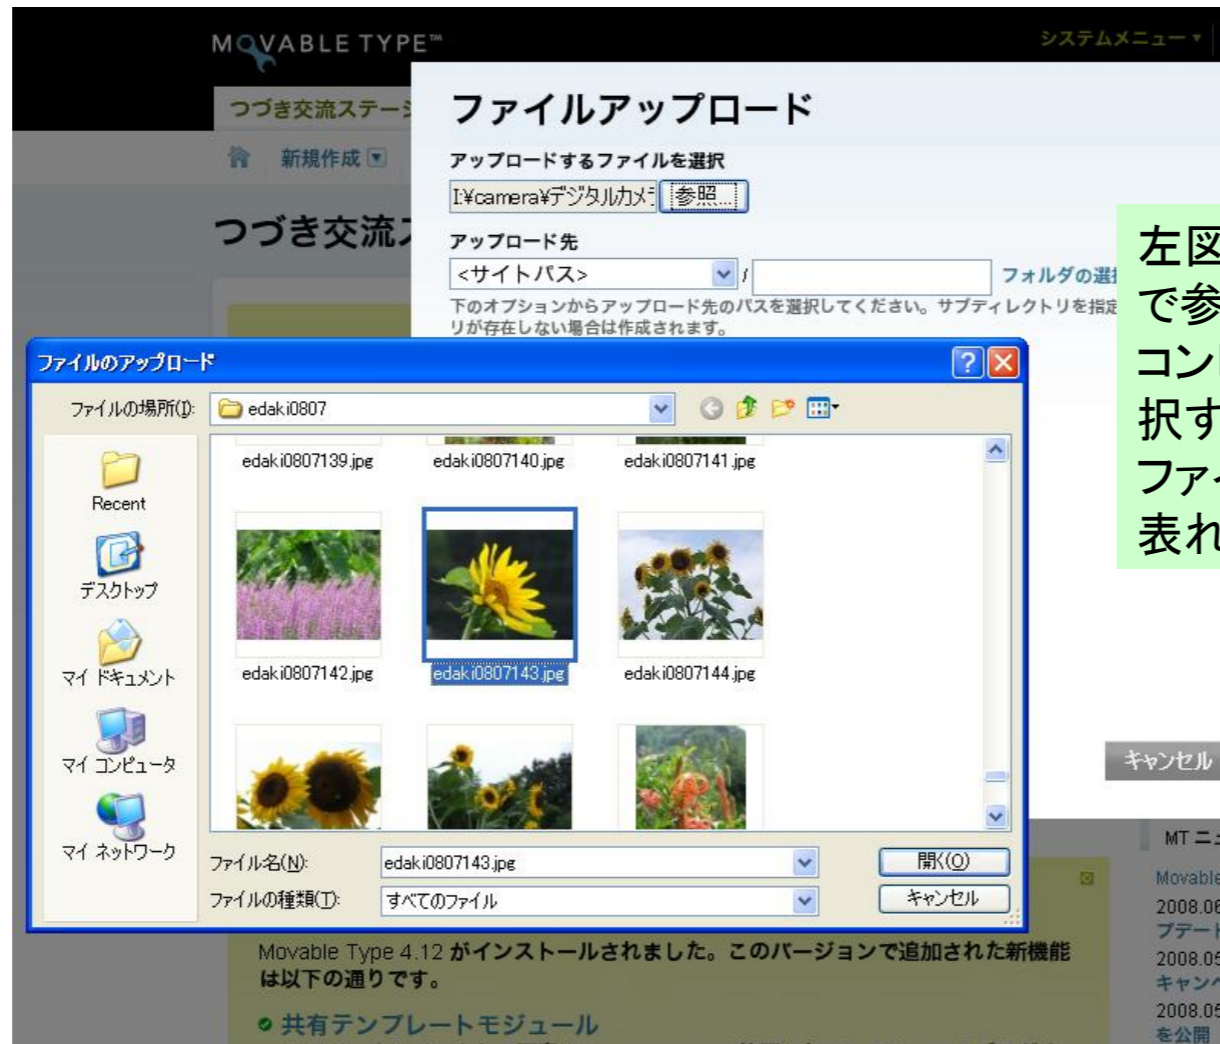 MOVABLE TYPE™
システムメニュー
つづき交流ステー
ファイルアップロード
新規作成
アップロードするファイルを選択
I:¥camera¥デジタルカメラ
参照...
つづき交流ス
アップロード先
<サイトパス>
/
フォルダの選
下のオプションからアップロード先のパスを選択してください。サブディレクトリを指定
リが存在しない場合は作成されます。
左図
で参
コン
択す
ファイ
表れ
ファイルのアップロード
ファイルの場所(I):
edaki0807
edaki0807139.jpg
edaki0807140.jpg
edaki0807141.jpg
Recent
デスクトップ
マイ ドキュメント
マイ コンピュータ
マイ ネットワーク
edaki0807142.jpg
edaki0807143.jpg
edaki0807144.jpg
キャンセル
ファイル名(N):
edaki0807143.jpg
開く(O)
ファイルの種類(T):
すべてのファイル
キャンセル
MT ニュ
Movable
2008.06
プデート
2008.05
キャンペ
2008.05
を公開
Movable Type 4.12 がインストールされました。このバージョンで追加された新機能
は以下の通りです。
共有テンプレートモジュール